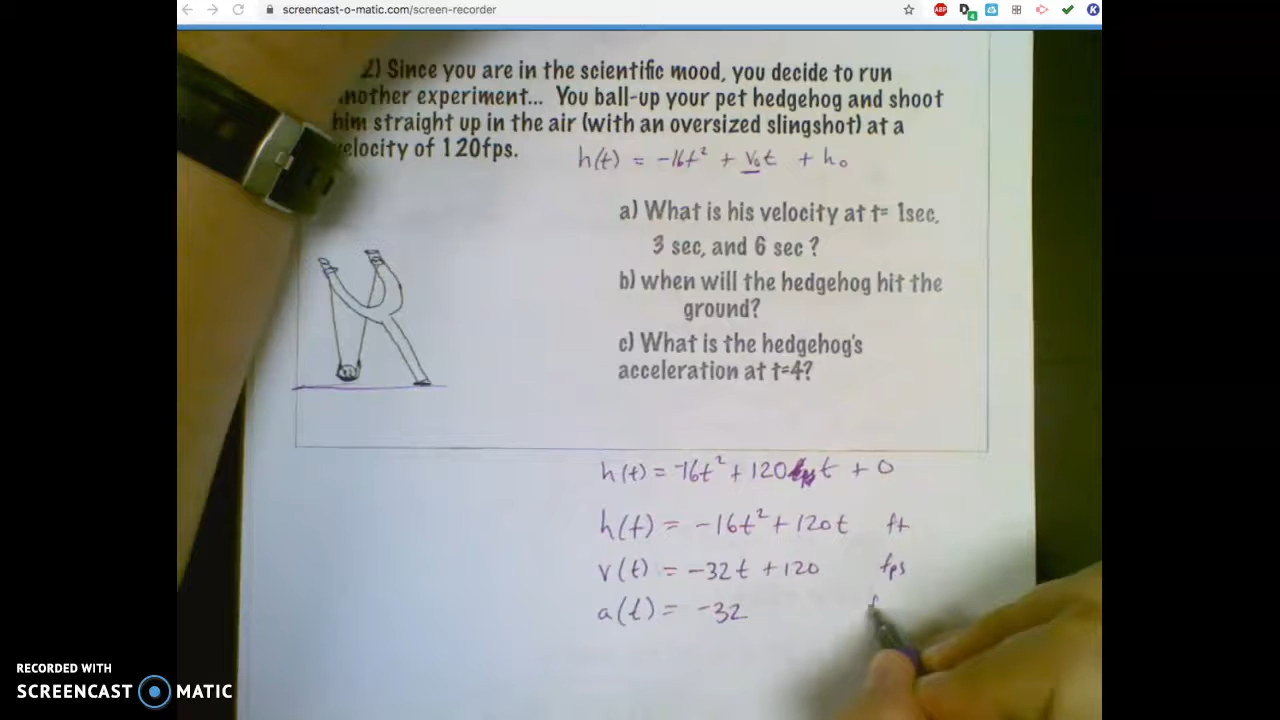 screencast-o-matic.com/screen-recorder
ABP
4
K
2) Since you are in the scientific mood, you decide to run
another experiment... You ball-up your pet hedgehog and shoot
him straight up in the air (with an oversized slingshot) at a
velocity of 120fps.
h(t) = -16t² + v₀t + h₀
a) What is his velocity at t= 1sec,
3 sec, and 6 sec ?
b) when will the hedgehog hit the
ground?
c) What is the hedgehog's
acceleration at t=4?
h(t) = -16t² + 120 t + 0
h(t) = -16t² + 120t ft
v(t) = -32t + 120 fps
a(t) = -32 f
RECORDED WITH
SCREENCAST MATIC